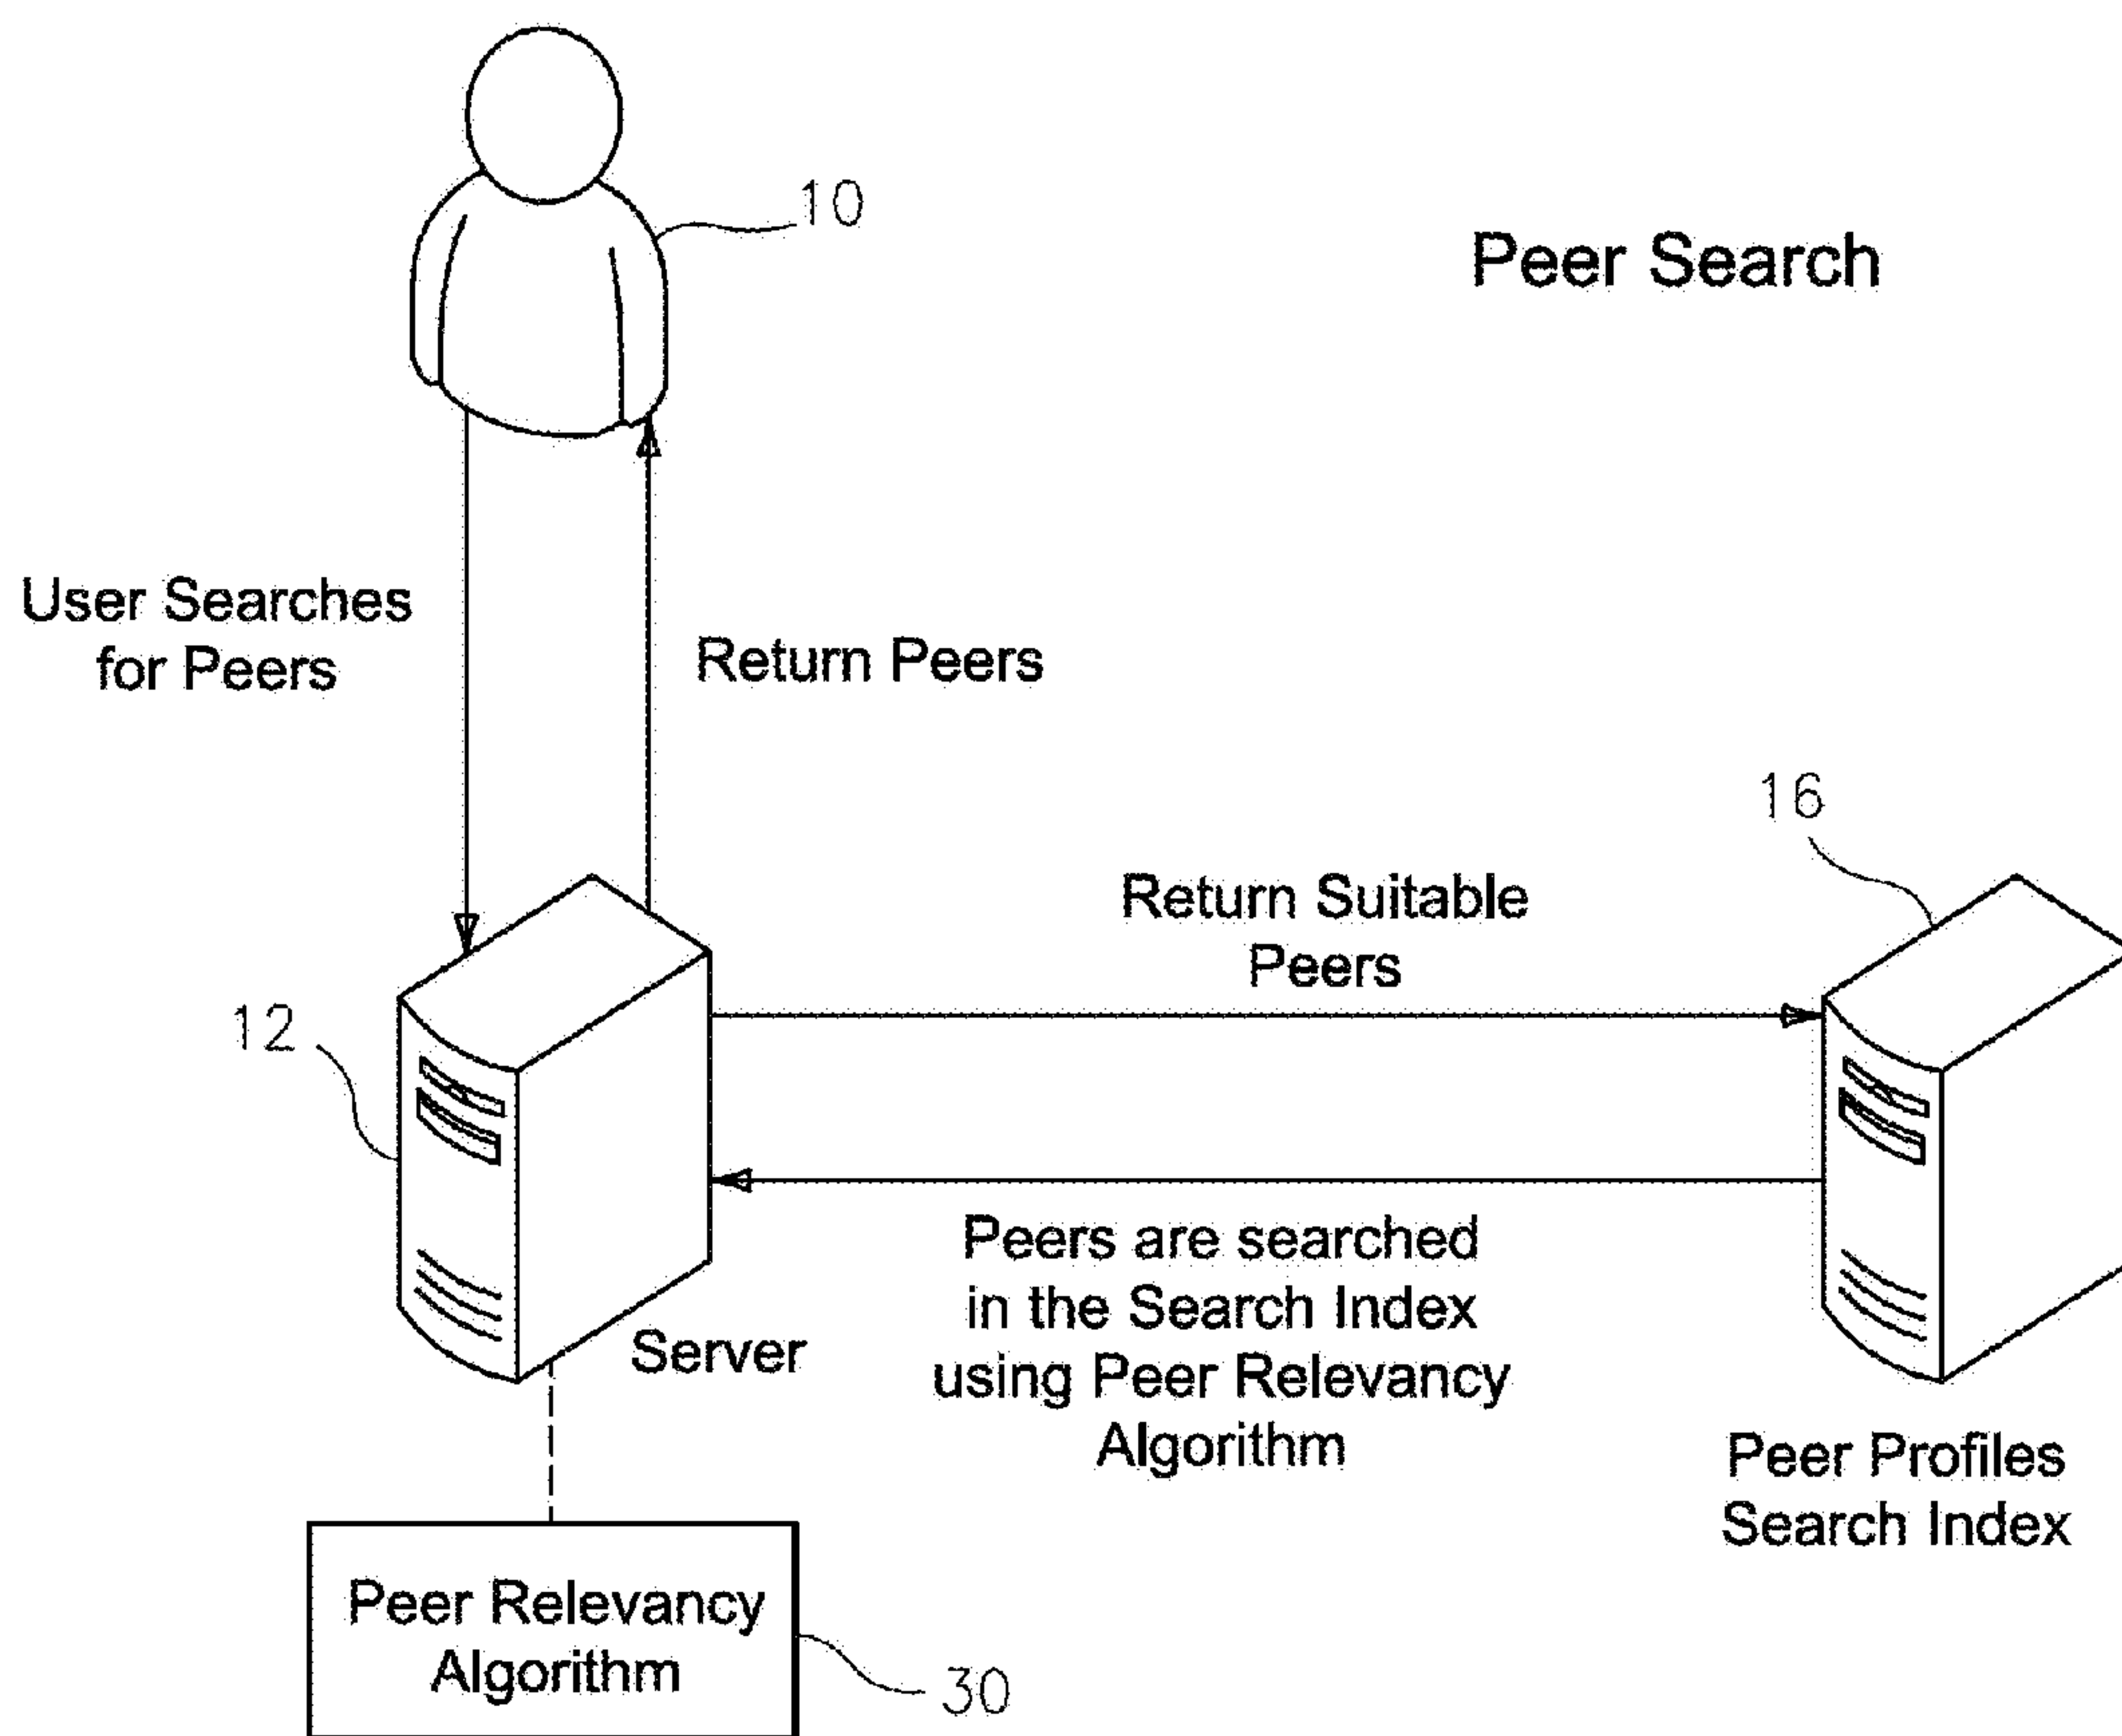 10
Peer Search
User Searches
for Peers
Return Peers
16
Return Suitable
Peers
12
Peers are searched
in the Search Index
using Peer Relevancy
Algorithm
Server
Peer Profiles
Search Index
Peer Relevancy
Algorithm
30